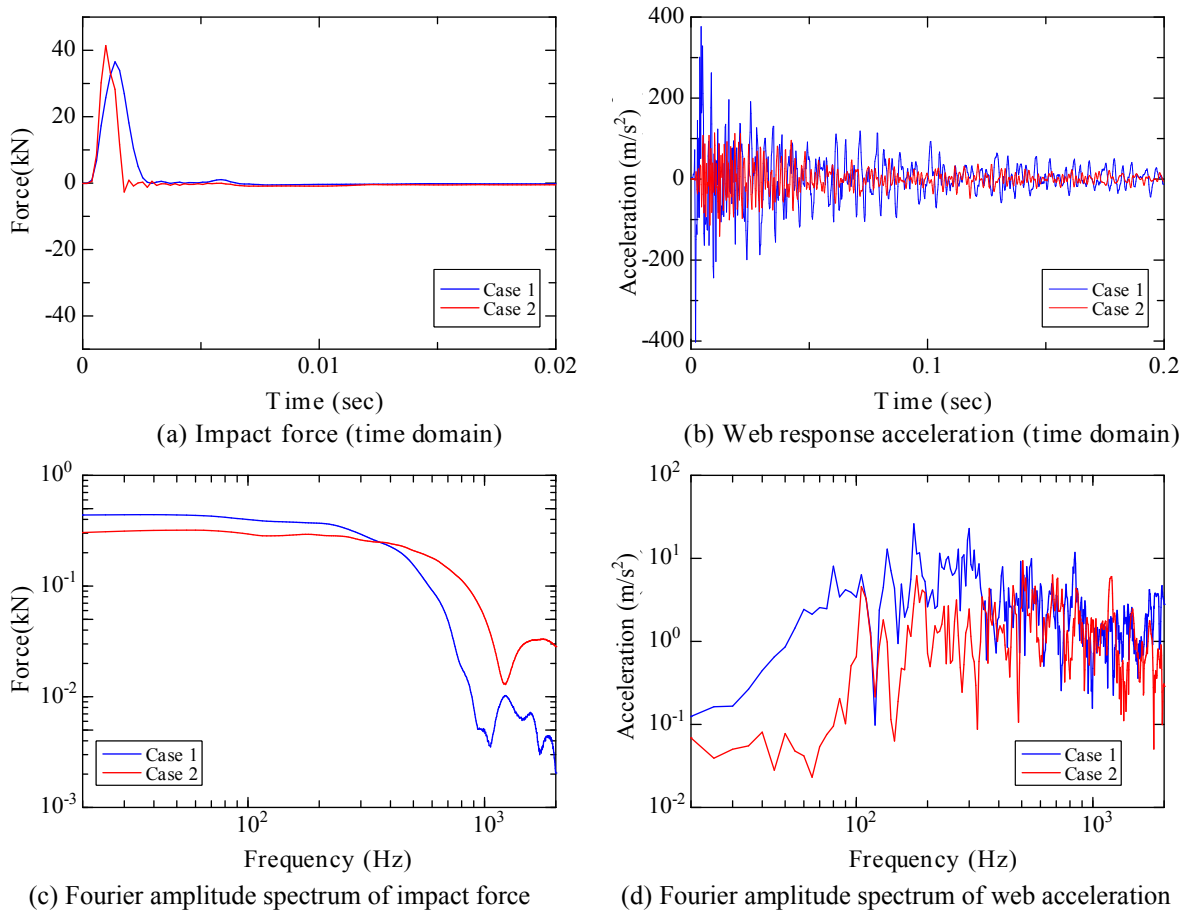 40
20
0
-20
-40
Force(kN)
Case 1
Case 2
0
0.01
0.02
Time (sec)
(a) Impact force (time domain)
400
200
0
-200
-400
Acceleration (m/s²)
Case 1
Case 2
0
0.1
0.2
Time (sec)
(b) Web response acceleration (time domain)
10⁰
10⁻¹
10⁻²
10⁻³
Force(kN)
Case 1
Case 2
10²
10³
Frequency (Hz)
(c) Fourier amplitude spectrum of impact force
10²
10¹
10⁰
10⁻¹
10⁻²
Acceleration (m/s²)
Case 1
Case 2
10²
10³
Frequency (Hz)
(d) Fourier amplitude spectrum of web acceleration